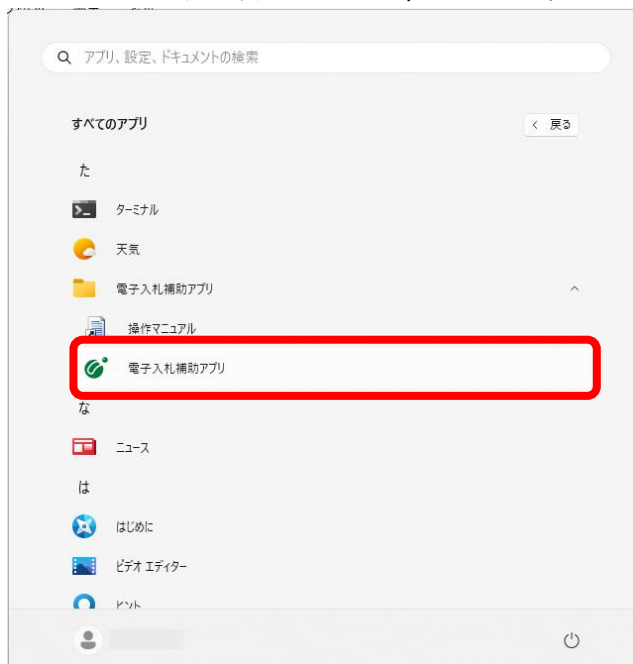 アプリ、設定、ドキュメントの検索
すべてのアプリ
< 戻る
た
ターミナル
天気
電子入札補助アプリ
操作マニュアル
電子入札補助アプリ
な
ニュース
は
はじめに
ビデオ エディター
ヒント